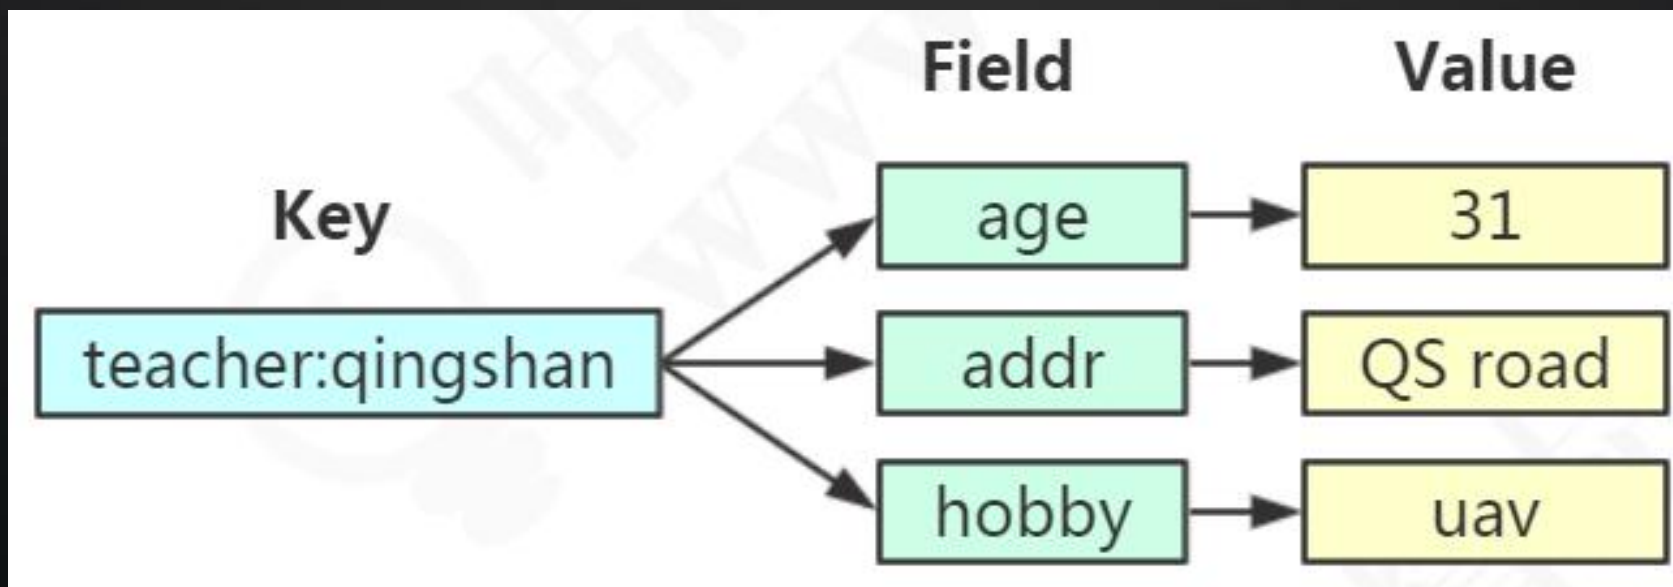 Field Value
Key
age 31
teacher:qingshan addr QS road
hobby uav